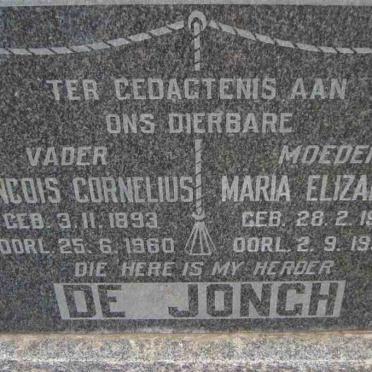 TER GEDAGTENIS AAN
ONS DIERBARE
VADER MOEDER
NCOIS CORNELIUS MARIA ELIZA
GEB. 3.11.1893 GEB. 28.2.19
OORL. 25.6.1960 OORL. 2.9.19
DIE HERE IS MY HERDER
DE JONGH